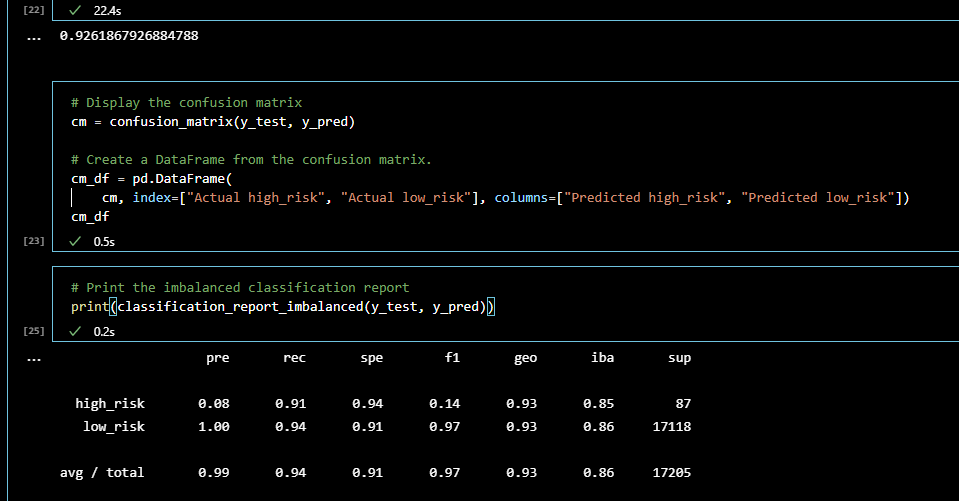 [22] ✓ 22.4s
... 0.9261867926884788
# Display the confusion matrix
cm = confusion_matrix(y_test, y_pred)
# Create a DataFrame from the confusion matrix.
cm_df = pd.DataFrame(
cm, index=["Actual high_risk", "Actual low_risk"], columns=["Predicted high_risk", "Predicted low_risk"])
cm_df
[23] ✓ 0.5s
# Print the imbalanced classification report
print(classification_report_imbalanced(y_test, y_pred))
[25] ✓ 0.2s
... pre rec spe f1 geo iba sup
high_risk 0.08 0.91 0.94 0.14 0.93 0.85 87
low_risk 1.00 0.94 0.91 0.97 0.93 0.86 17118
avg / total 0.99 0.94 0.91 0.97 0.93 0.86 17205